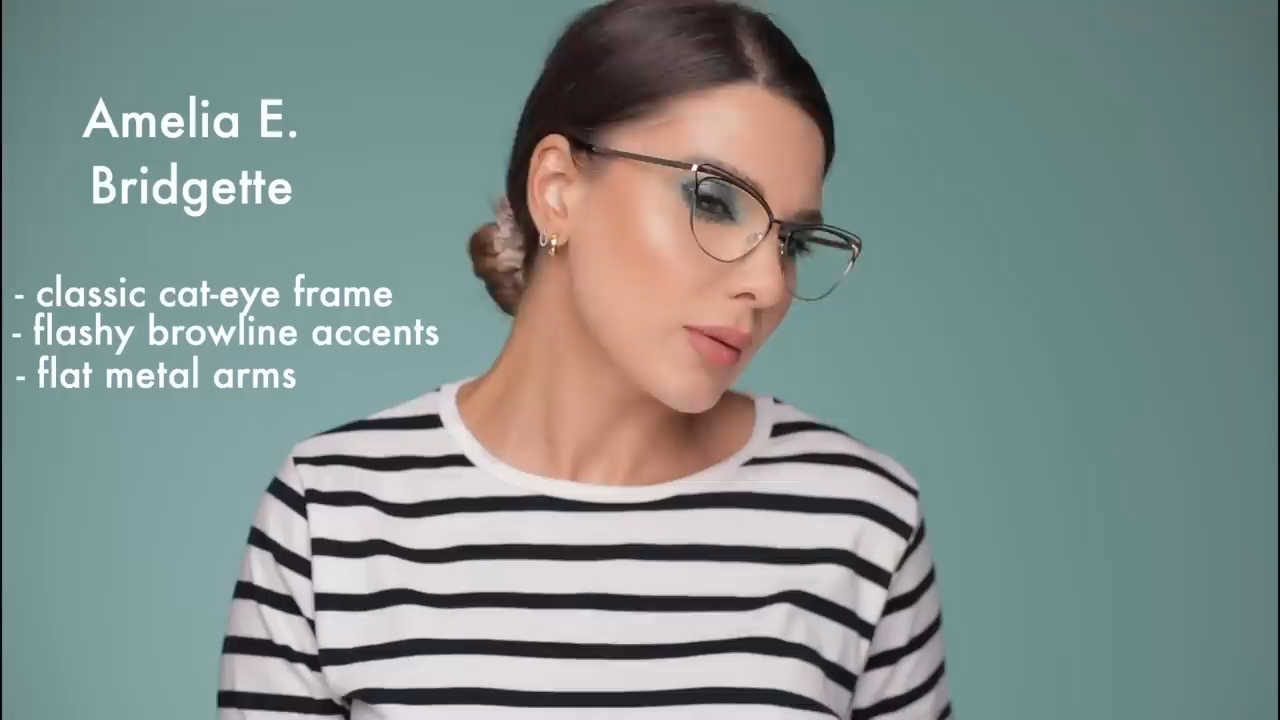 Amelia E.
Bridgette
- classic cat-eye frame
- flashy browline accents
- flat metal arms